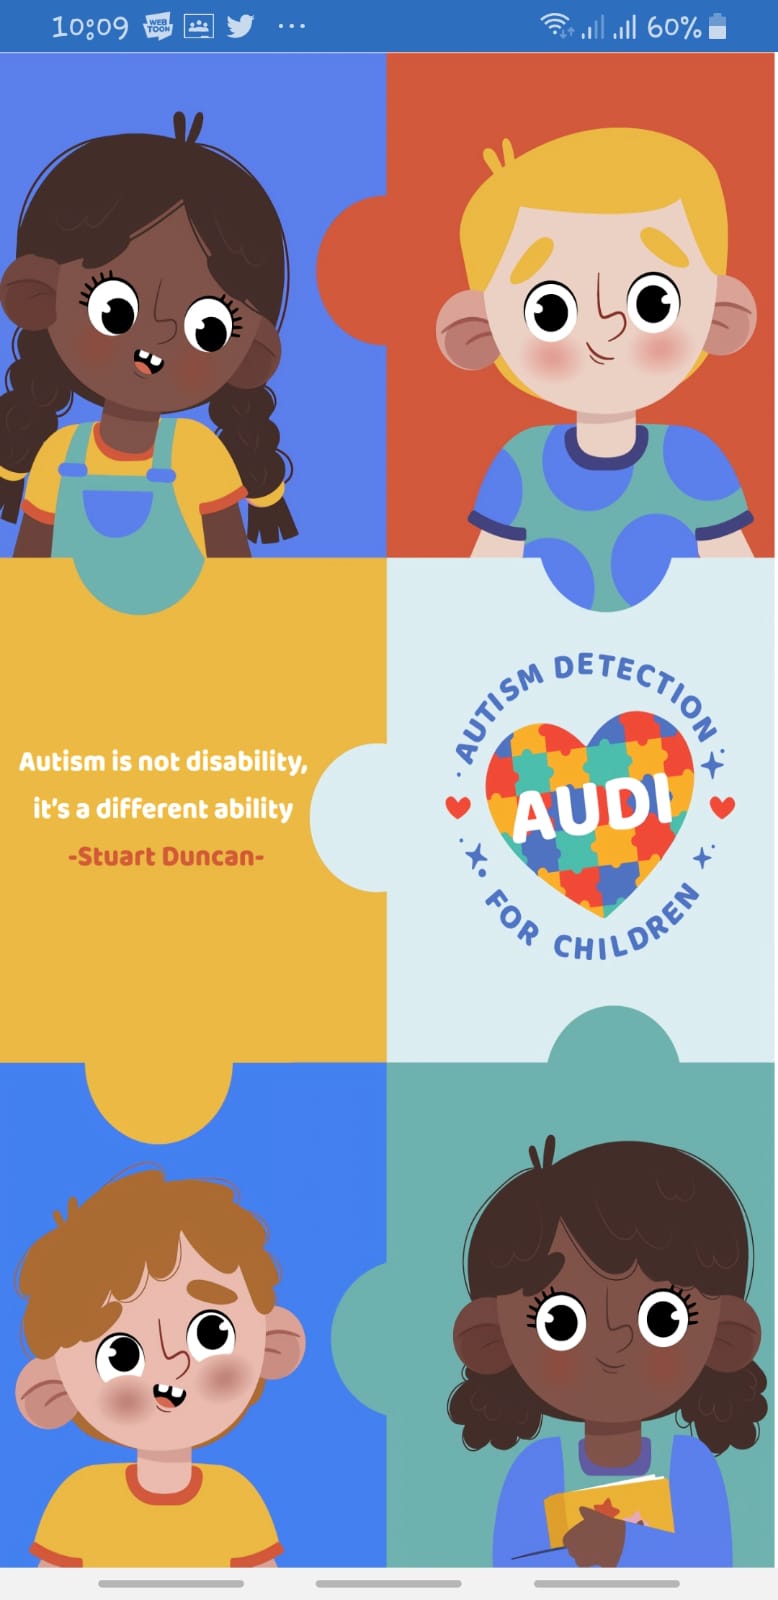 10:09
WEB
TOON
60%
Autism is not disability,
it's a different ability
-Stuart Duncan-
AUTISM DETECTION
AUDI
FOR CHILDREN